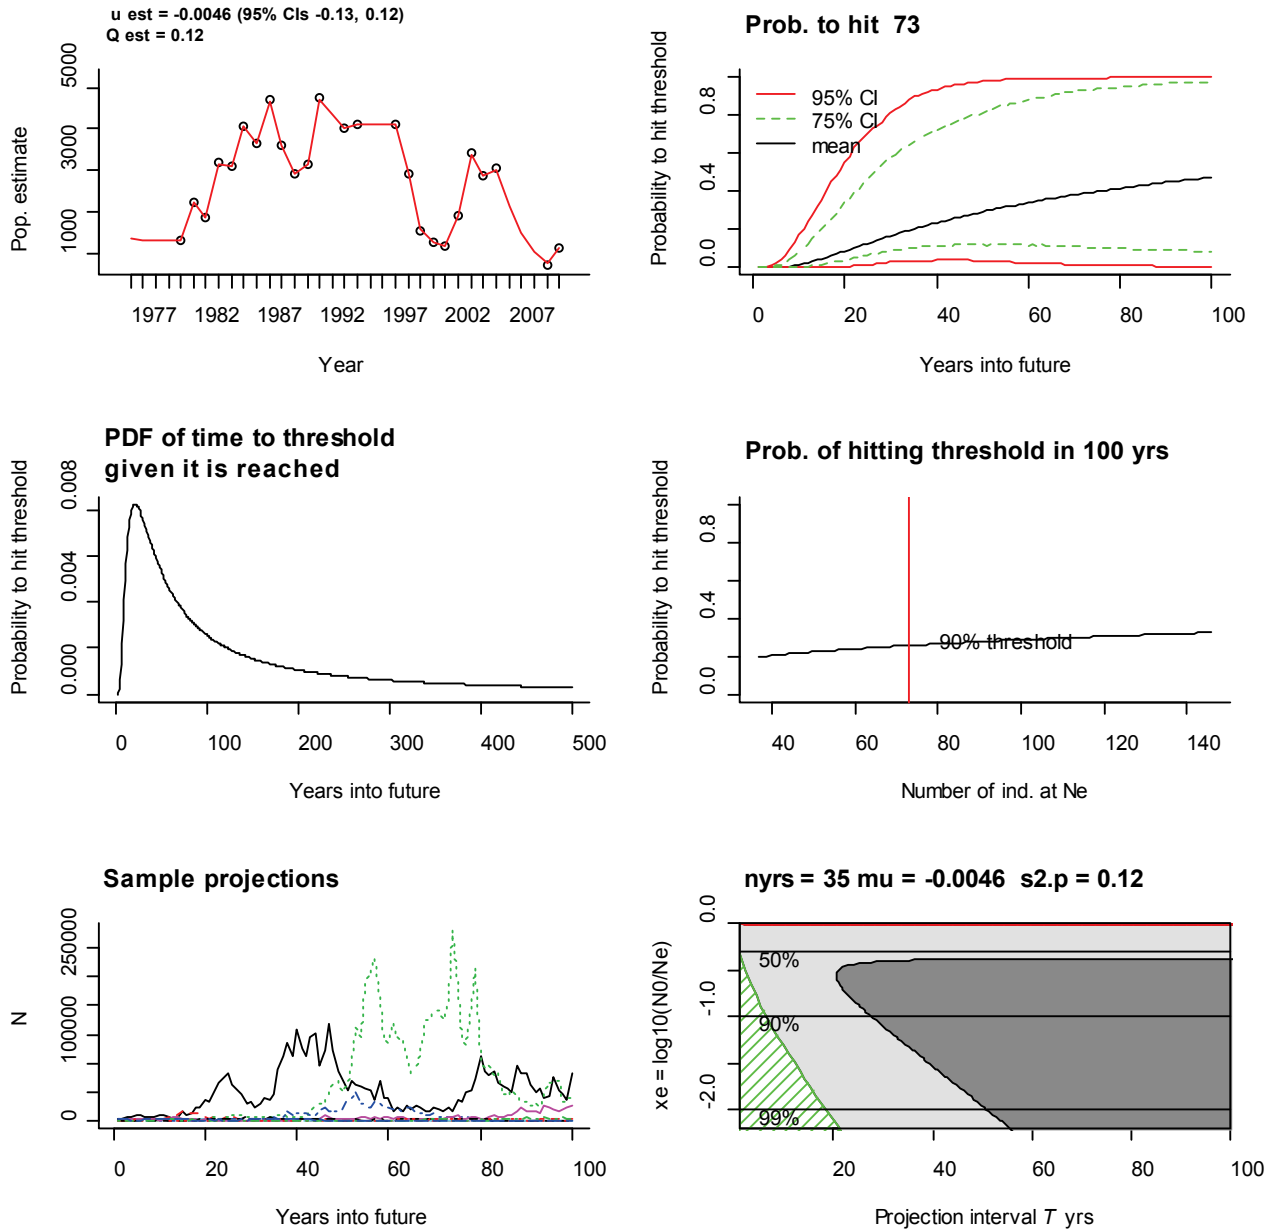 u est = -0.0046 (95% CIs -0.13, 0.12)
Q est = 0.12
5000
3000
1000
Pop. estimate
1977 1982 1987 1992 1997 2002 2007
Year
Prob. to hit 73
0.8
0.4
0.0
Probability to hit threshold
95% CI
75% CI
mean
0 20 40 60 80 100
Years into future
PDF of time to threshold
given it is reached
0.008
0.004
0.000
Probability to hit threshold
0 100 200 300 400 500
Years into future
Prob. of hitting threshold in 100 yrs
0.8
0.4
0.0
Probability to hit threshold
90% threshold
40 60 80 100 120 140
Number of ind. at Ne
Sample projections
250000
100000
0
N
0 20 40 60 80 100
Years into future
nyrs = 35 mu = -0.0046 s2.p = 0.12
0.0
-1.0
-2.0
xe = log10(N0/Ne)
50%
90%
99%
20 40 60 80 100
Projection interval T yrs